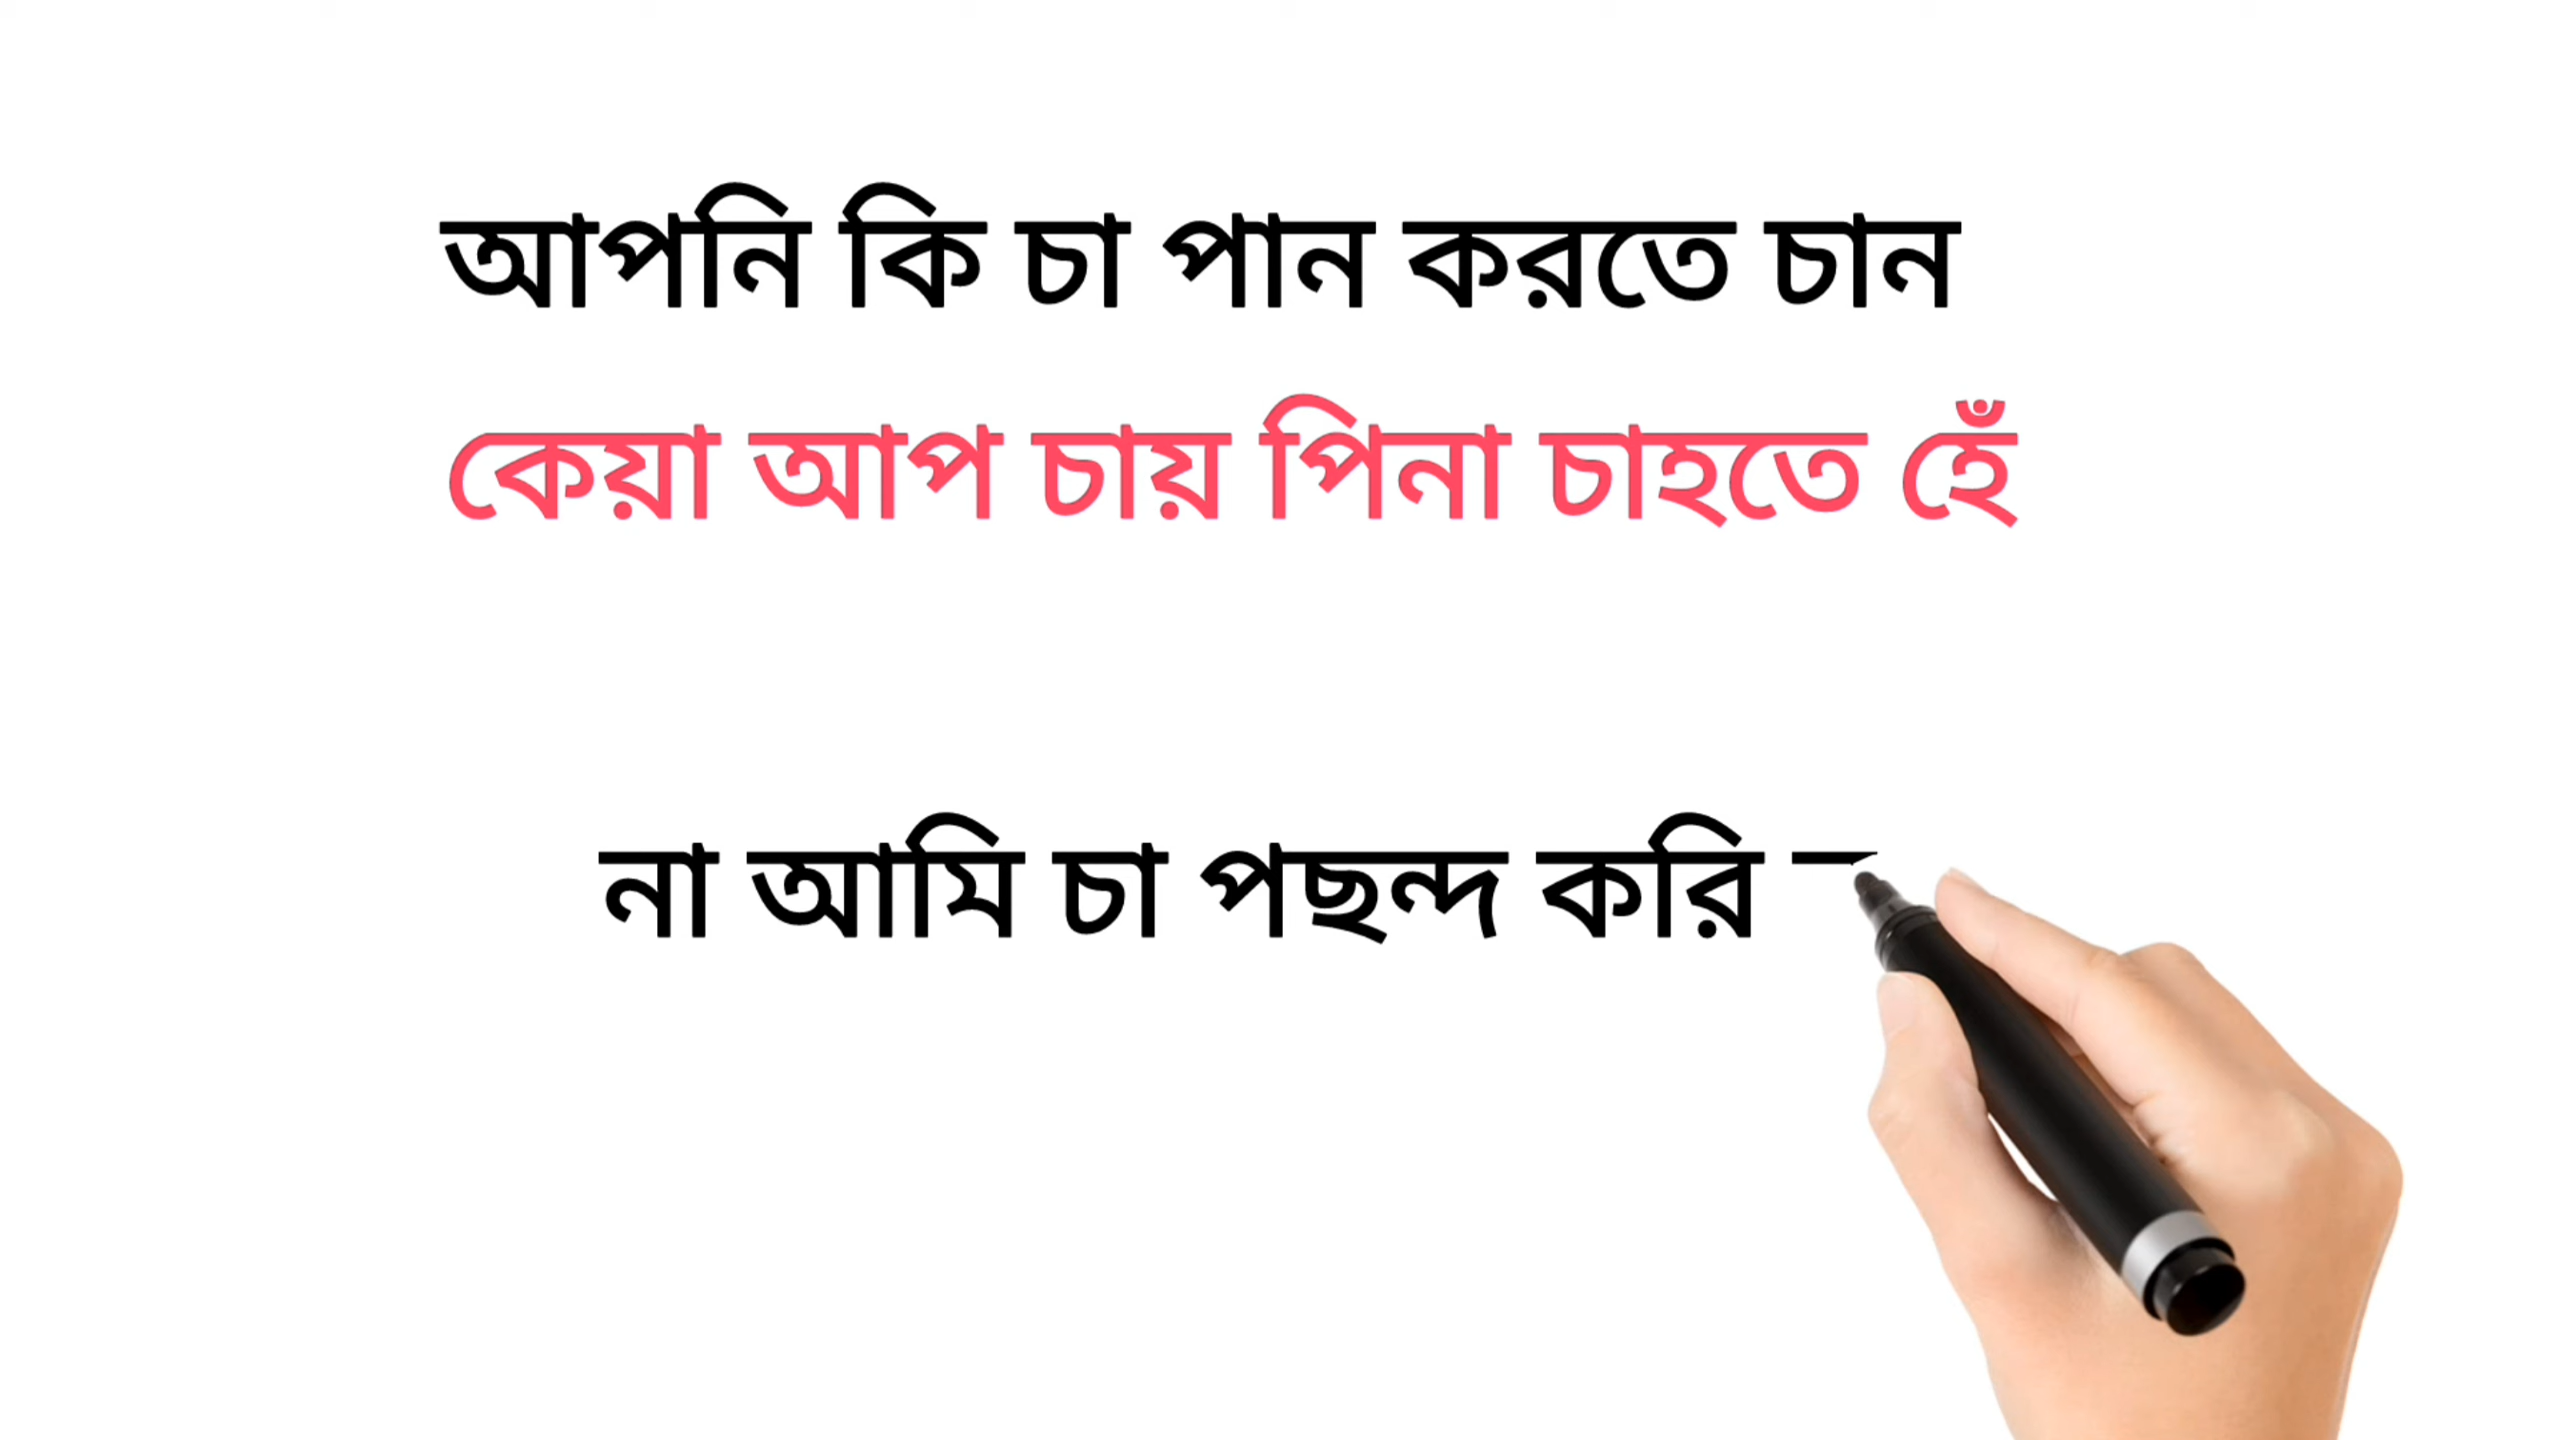 আপনি কি চা পান করতে চান
কেয়া আপ চায় পিনা চাহতে হেঁ
না আমি চা পছন্দ করি